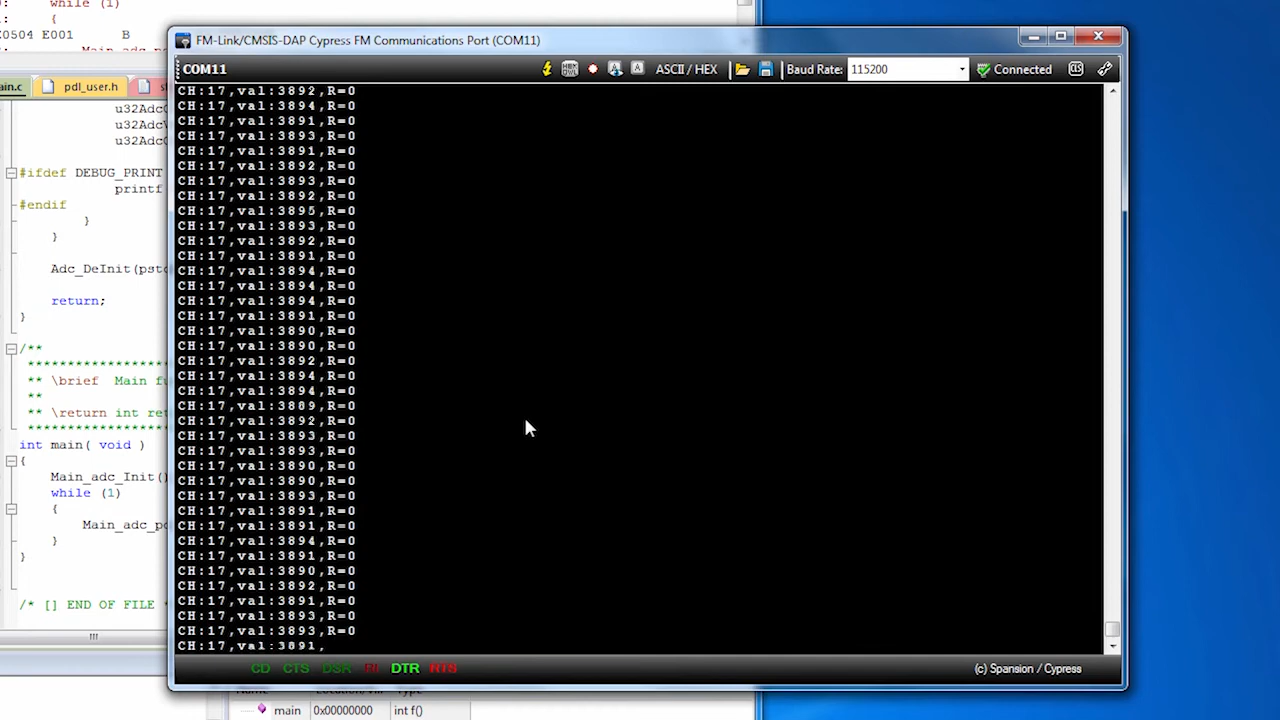 while (1)
{
E0504 E001 B
FM-Link/CMSIS-DAP Cypress FM Communications Port (COM11)
COM11
ASCII / HEX
Baud Rate: 115200
Connected
ain.c
pdl_user.h
u32Adc
u32Adc
#ifdef DEBUG_PRINT
printf
#endif
}
}
Adc_DeInit(pstc
return;
}
/**
** \brief Main fu
**
** \return int ret
int main( void )
{
Main_adc_Init()
while (1)
{
Main_adc_po
}
}
/* [] END OF FILE *
CH:17,val:3892,R=0
CH:17,val:3894,R=0
CH:17,val:3891,R=0
CH:17,val:3893,R=0
CH:17,val:3891,R=0
CH:17,val:3892,R=0
CH:17,val:3893,R=0
CH:17,val:3892,R=0
CH:17,val:3895,R=0
CH:17,val:3893,R=0
CH:17,val:3892,R=0
CH:17,val:3891,R=0
CH:17,val:3894,R=0
CH:17,val:3894,R=0
CH:17,val:3894,R=0
CH:17,val:3891,R=0
CH:17,val:3890,R=0
CH:17,val:3890,R=0
CH:17,val:3892,R=0
CH:17,val:3894,R=0
CH:17,val:3894,R=0
CH:17,val:3889,R=0
CH:17,val:3892,R=0
CH:17,val:3893,R=0
CH:17,val:3893,R=0
CH:17,val:3890,R=0
CH:17,val:3890,R=0
CH:17,val:3893,R=0
CH:17,val:3891,R=0
CH:17,val:3891,R=0
CH:17,val:3894,R=0
CH:17,val:3891,R=0
CH:17,val:3890,R=0
CH:17,val:3892,R=0
CH:17,val:3891,R=0
CH:17,val:3893,R=0
CH:17,val:3893,R=0
CH:17,val:3891,
CD CTS DSR RI DTR RTS
(c) Spansion / Cypress
main 0x00000000 int f()